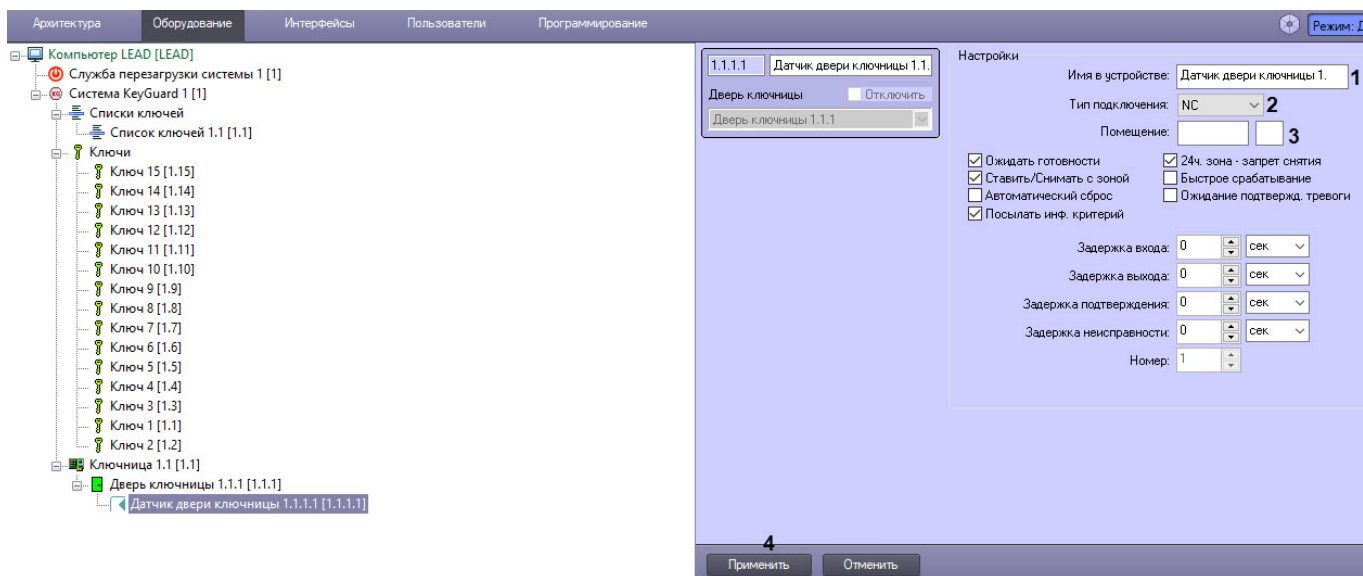 Архитектура Оборудование Интерфейсы Пользователи Программирование Режим: Д
Компьютер LEAD [LEAD]
Служба перезагрузки системы 1 [1]
Система KeyGuard 1 [1]
Списки ключей
Список ключей 1.1 [1.1]
Ключи
Ключ 15 [1.15]
Ключ 14 [1.14]
Ключ 13 [1.13]
Ключ 12 [1.12]
Ключ 11 [1.11]
Ключ 10 [1.10]
Ключ 9 [1.9]
Ключ 8 [1.8]
Ключ 7 [1.7]
Ключ 6 [1.6]
Ключ 5 [1.5]
Ключ 4 [1.4]
Ключ 3 [1.3]
Ключ 1 [1.1]
Ключ 2 [1.2]
Ключница 1.1 [1.1]
Дверь ключницы 1.1.1 [1.1.1]
Датчик двери ключницы 1.1.1.1 [1.1.1.1]
1.1.1.1 Датчик двери ключницы 1.1.
Дверь ключницы Отключить
Дверь ключницы 1.1.1
Настройки
Имя в устройстве: Датчик двери ключницы 1. 1
Тип подключения: NC 2
Помещение: 3
Ожидать готовности 24ч. зона - запрет снятия
Ставить/Снимать с зоной Быстрое срабатывание
Автоматический сброс Ожидание подтвержд. тревоги
Посылать инф. критерий
Задержка входа: 0 сек
Задержка выхода: 0 сек
Задержка подтверждения: 0 сек
Задержка неисправности: 0 сек
Номер: 1
4
Применить Отменить